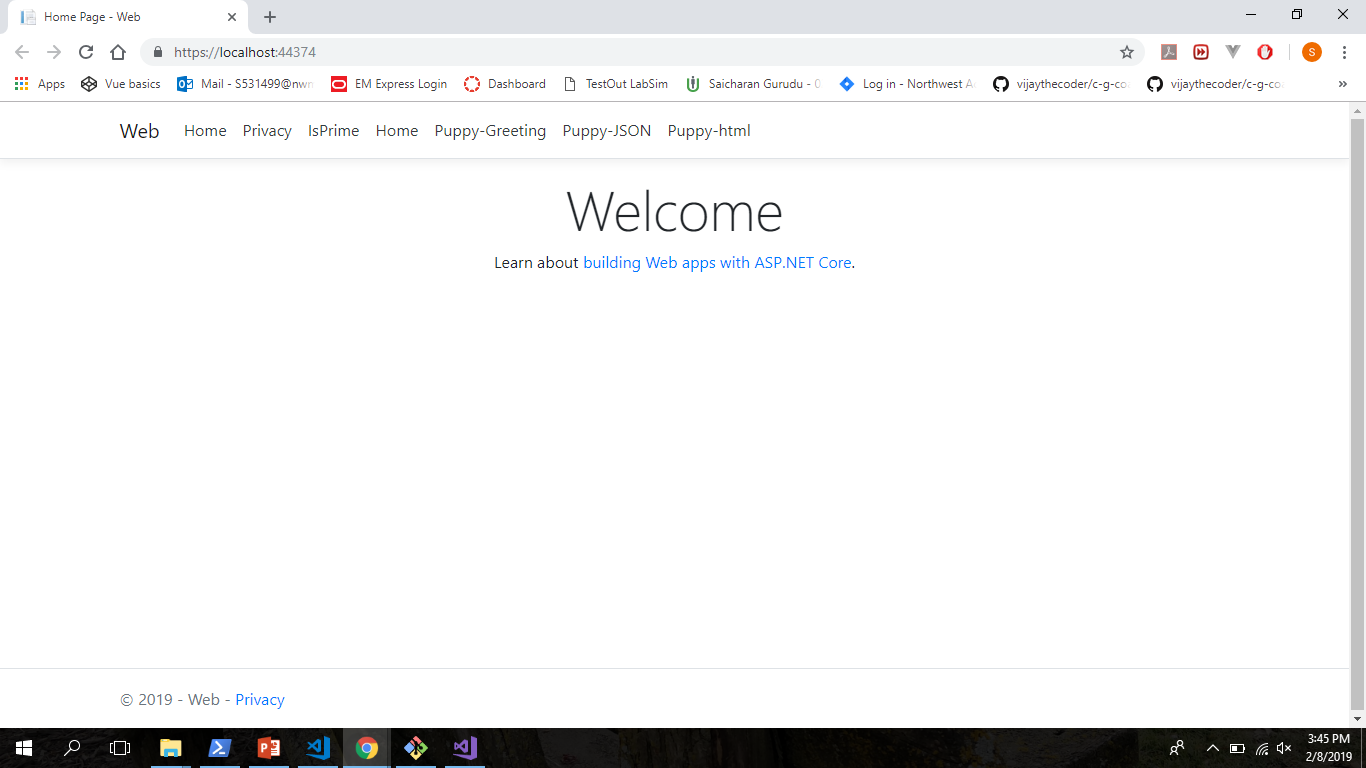 Home Page - Web
https://localhost:44374
S
Apps Vue basics Mail - S531499@nwn EM Express Login Dashboard TestOut LabSim Saicharan Gurudu - 0 Log in - Northwest A vijaythecoder/c-g-co vijaythecoder/c-g-co »
Web Home Privacy IsPrime Home Puppy-Greeting Puppy-JSON Puppy-html
Welcome
Learn about building Web apps with ASP.NET Core.
© 2019 - Web - Privacy
3:45 PM
2/8/2019